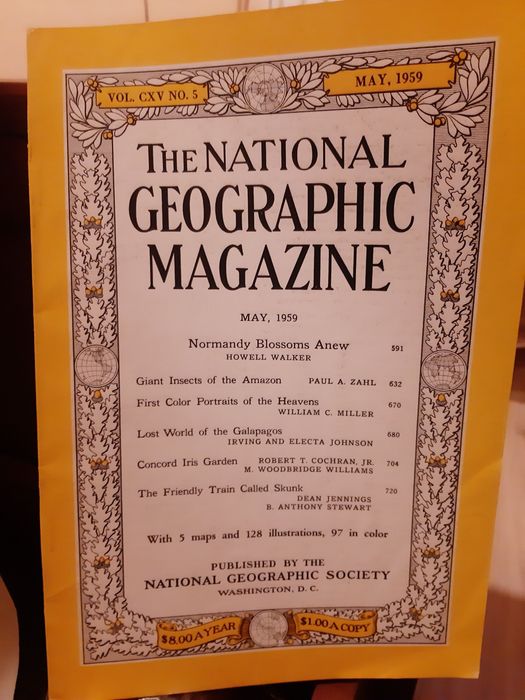 VOL. CXV NO. 5
MAY, 1959
THE NATIONAL
GEOGRAPHIC
MAGAZINE
MAY, 1959
Normandy Blossoms Anew 591
HOWELL WALKER
Giant Insects of the Amazon PAUL A. ZAHL 632
First Color Portraits of the Heavens 670
WILLIAM C. MILLER
Lost World of the Galapagos 680
IRVING AND ELECTA JOHNSON
Concord Iris Garden ROBERT T. COCHRAN, JR. 704
M. WOODBRIDGE WILLIAMS
The Friendly Train Called Skunk 720
DEAN JENNINGS
B. ANTHONY STEWART
With 5 maps and 128 illustrations, 97 in color
PUBLISHED BY THE
NATIONAL GEOGRAPHIC SOCIETY
WASHINGTON, D. C.
$8.00 A YEAR
$1.00 A COPY